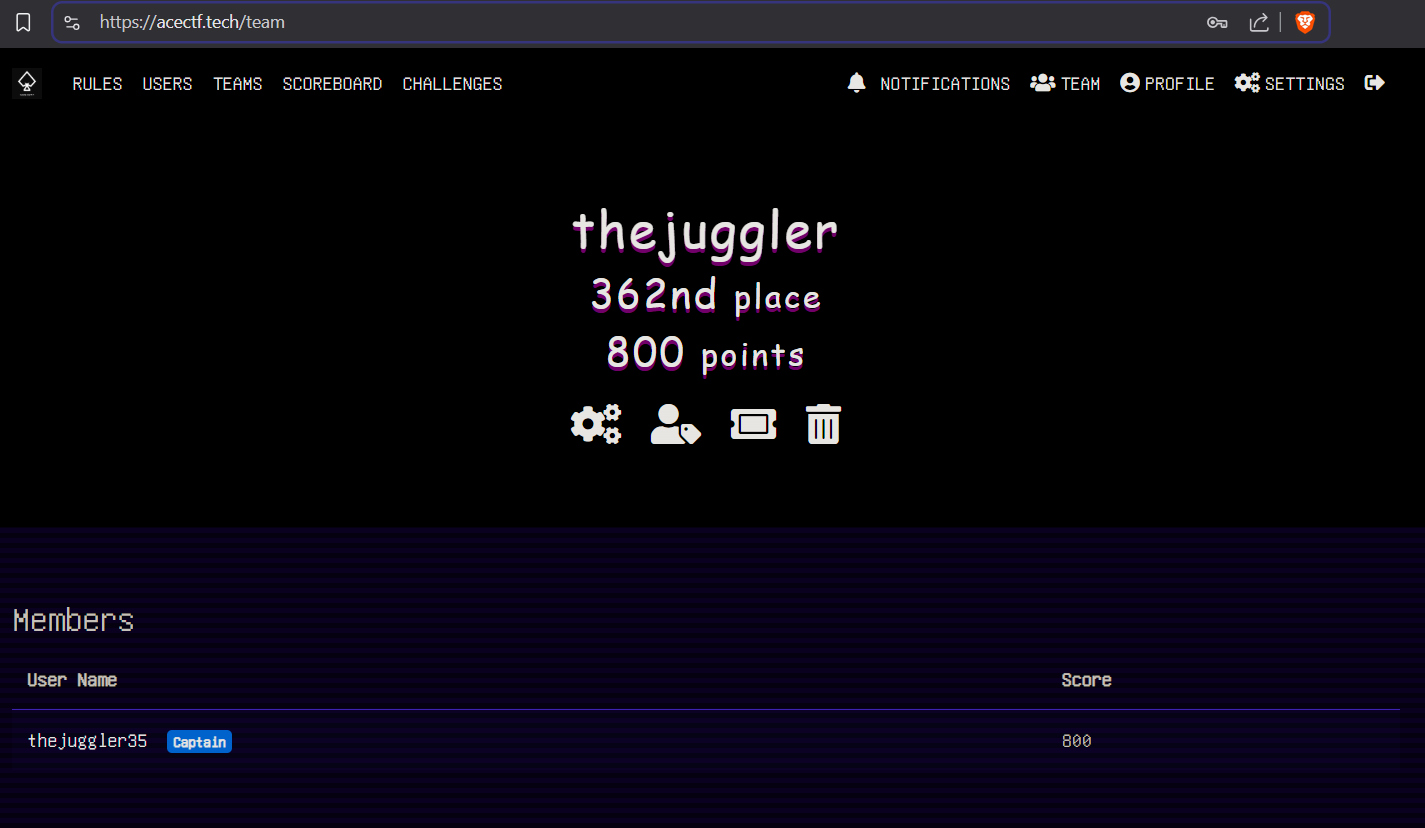 https://acectf.tech/team
RULES USERS TEAMS SCOREBOARD CHALLENGES NOTIFICATIONS TEAM PROFILE SETTINGS
thejuggler
362nd place
800 points
Members
User Name Score
thejuggler35 Captain 800